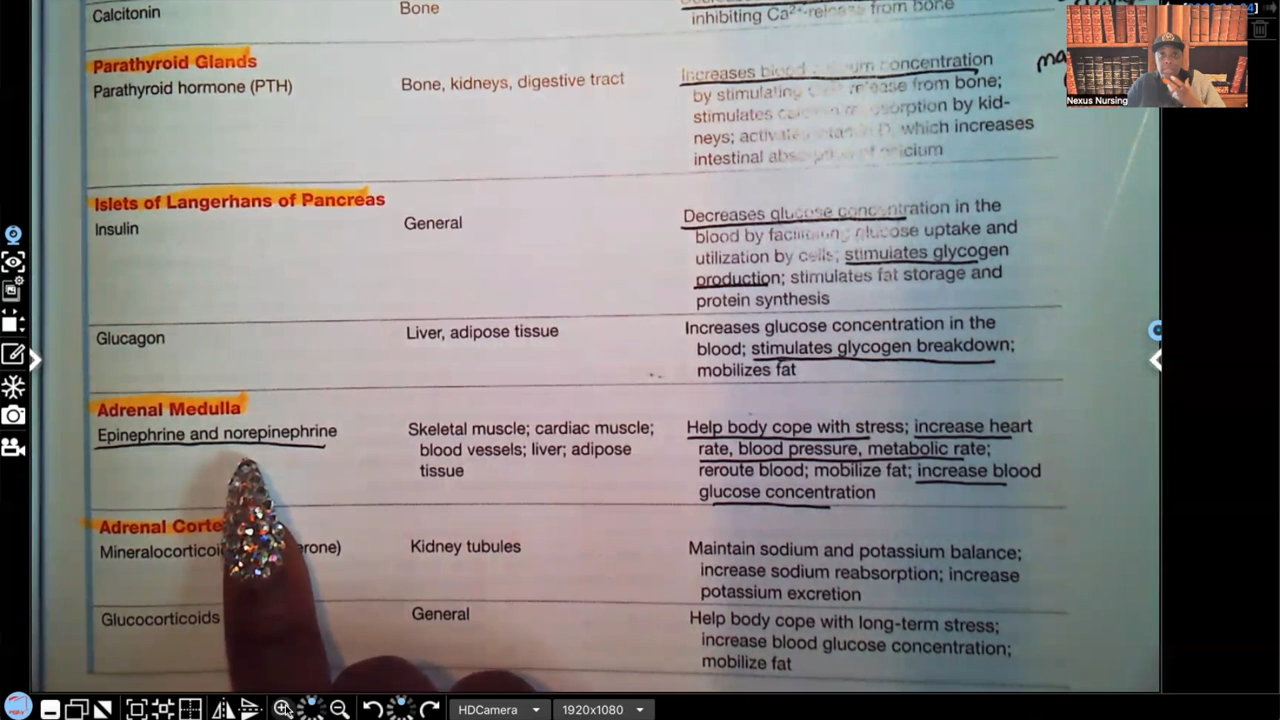 Calcitonin
Bone
inhibiting Ca²⁺-release from bone
Nexus Nursing
Parathyroid Glands
Parathyroid hormone (PTH)
Bone, kidneys, digestive tract
Increases blood concentration
by stimulating release from bone;
stimulates by kid-
neys; which increases
intestinal
Islets of Langerhans of Pancreas
Insulin
General
Decreases glucose concentration in the
blood by glucose uptake and
utilization by cells; stimulates glycogen
production; stimulates fat storage and
protein synthesis
Glucagon
Liver, adipose tissue
Increases glucose concentration in the
blood; stimulates glycogen breakdown;
mobilizes fat
Adrenal Medulla
Epinephrine and norepinephrine
Skeletal muscle; cardiac muscle;
blood vessels; liver; adipose
tissue
Help body cope with stress; increase heart
rate, blood pressure, metabolic rate;
reroute blood; mobilize fat; increase blood
glucose concentration
Adrenal
Kidney tubules
Maintain sodium and potassium balance;
increase sodium reabsorption; increase
potassium excretion
Glucocorticoids
General
Help body cope with long-term stress;
increase blood glucose concentration;
mobilize fat
HDCamera
1920x1080